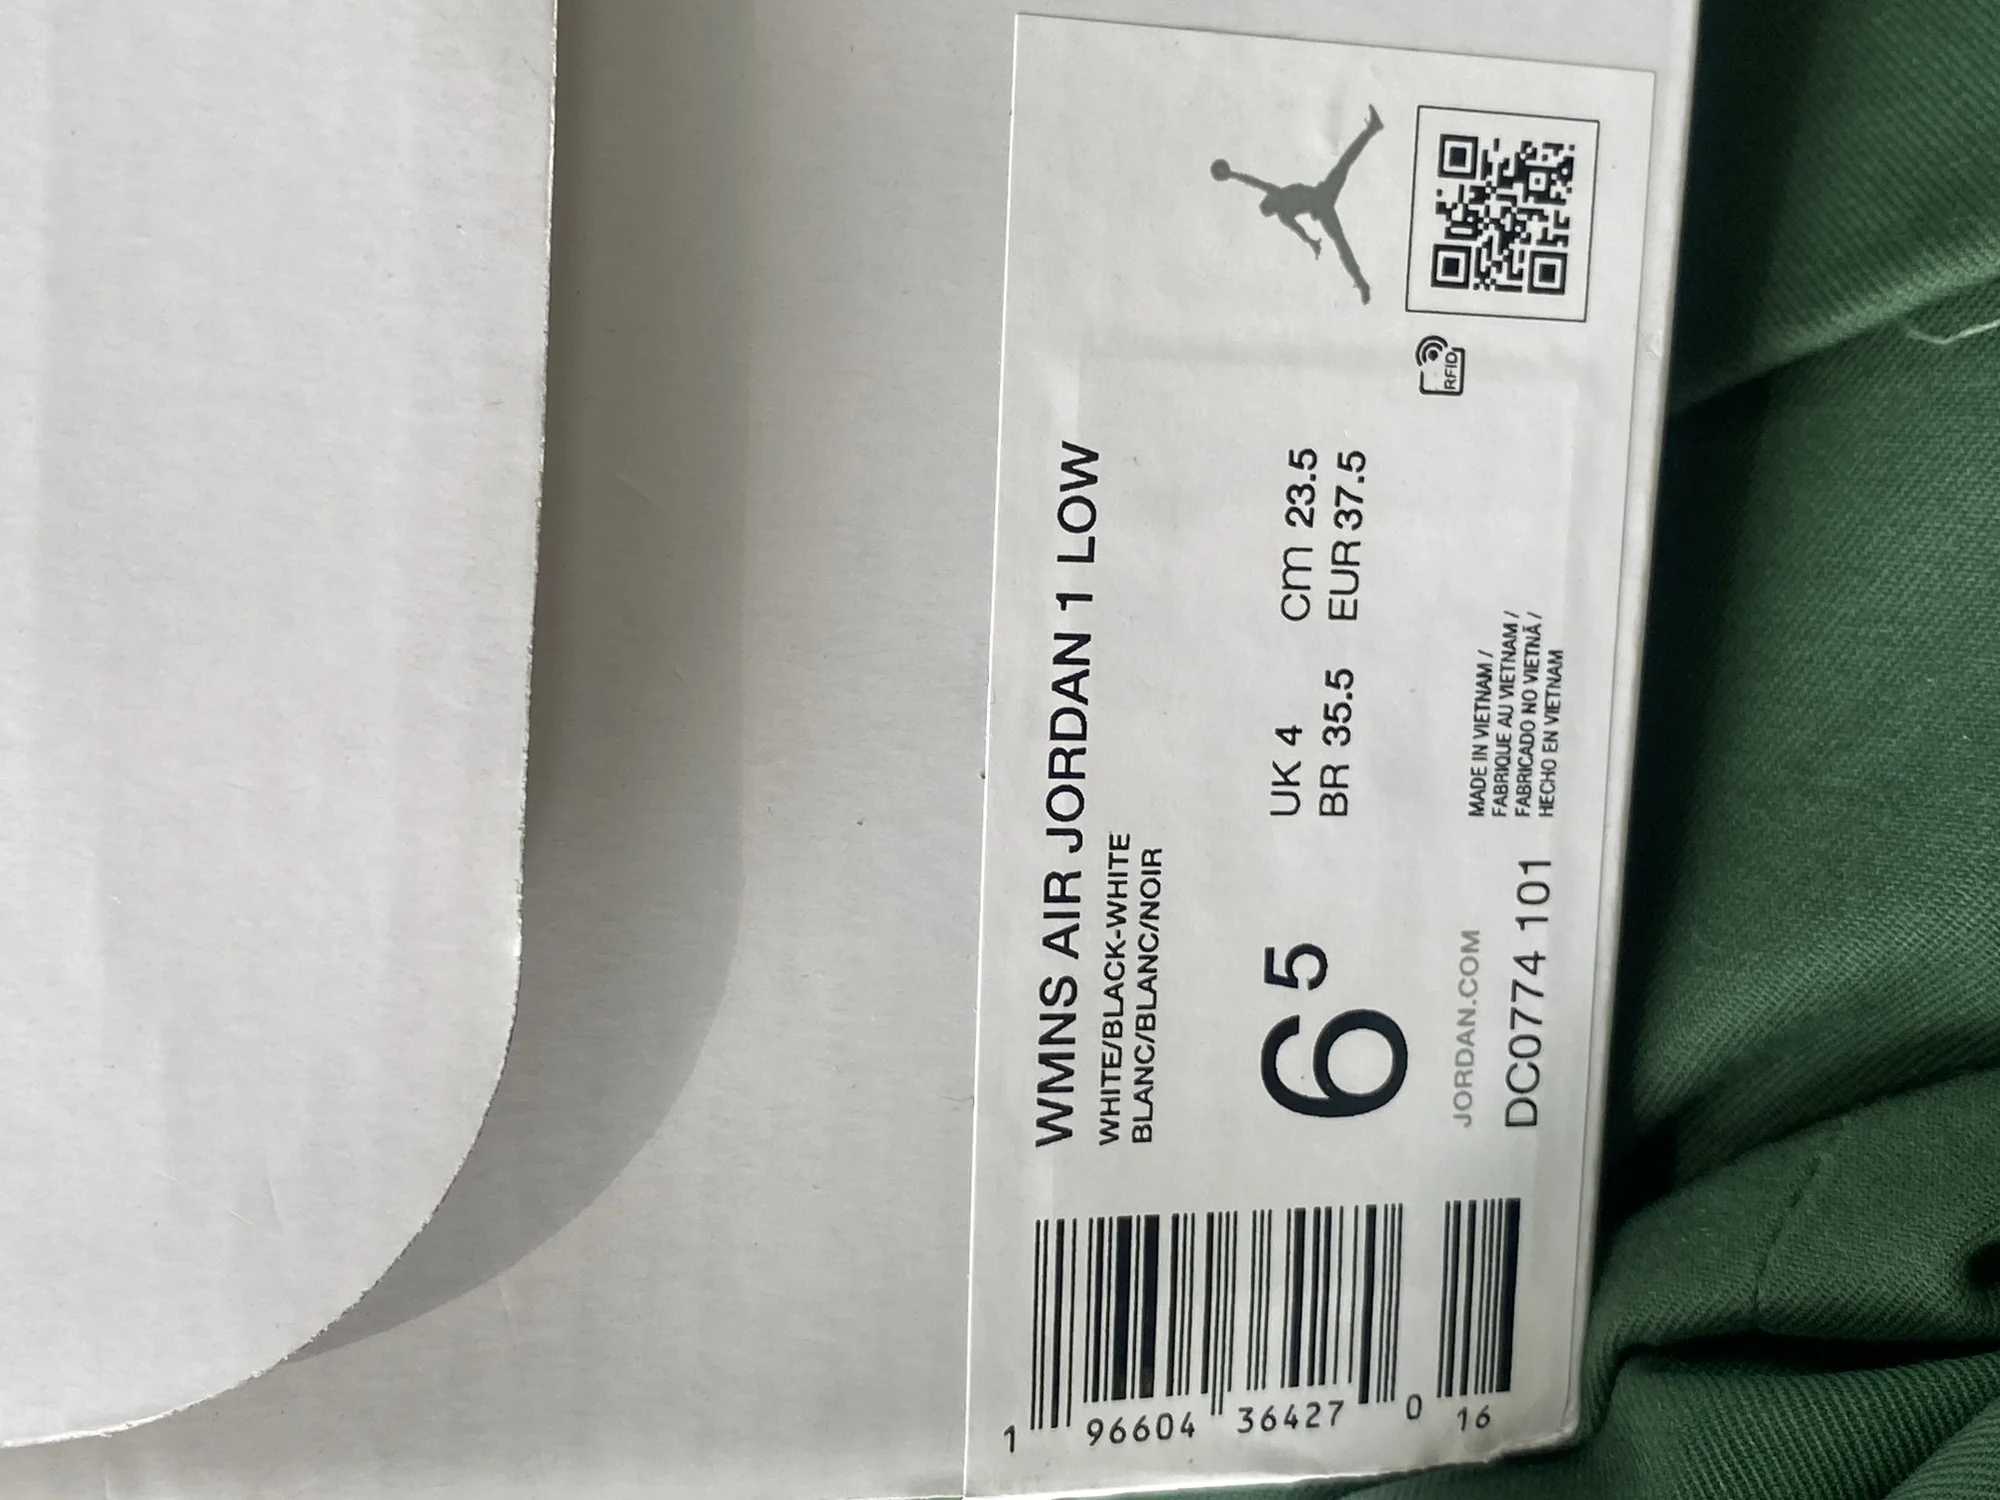 WMNS AIR JORDAN 1 LOW
WHITE/BLACK-WHITE
BLANC/BLANC/NOIR
6 5
UK 4 Cm 23.5
BR 35.5 EUR 37.5
RFID
JORDAN.COM
DC0774 101
MADE IN VIETNAM /
FABRIQUE AU VIETNAM /
FABRICADO NO VIETNÃ /
HECHO EN VIETNAM
1 96604 36427 0 16